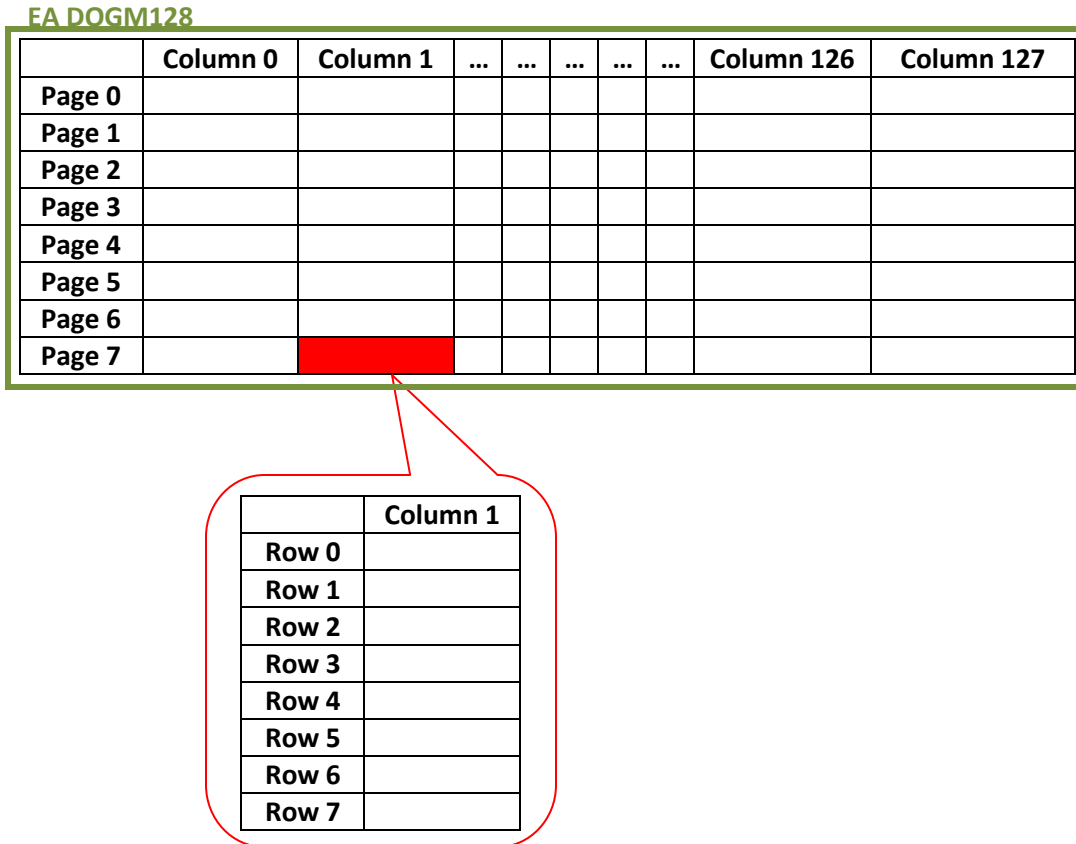 EA DOGM128
Column 0 Column 1 ... ... ... ... ... Column 126 Column 127
Page 0
Page 1
Page 2
Page 3
Page 4
Page 5
Page 6
Page 7
Column 1
Row 0
Row 1
Row 2
Row 3
Row 4
Row 5
Row 6
Row 7